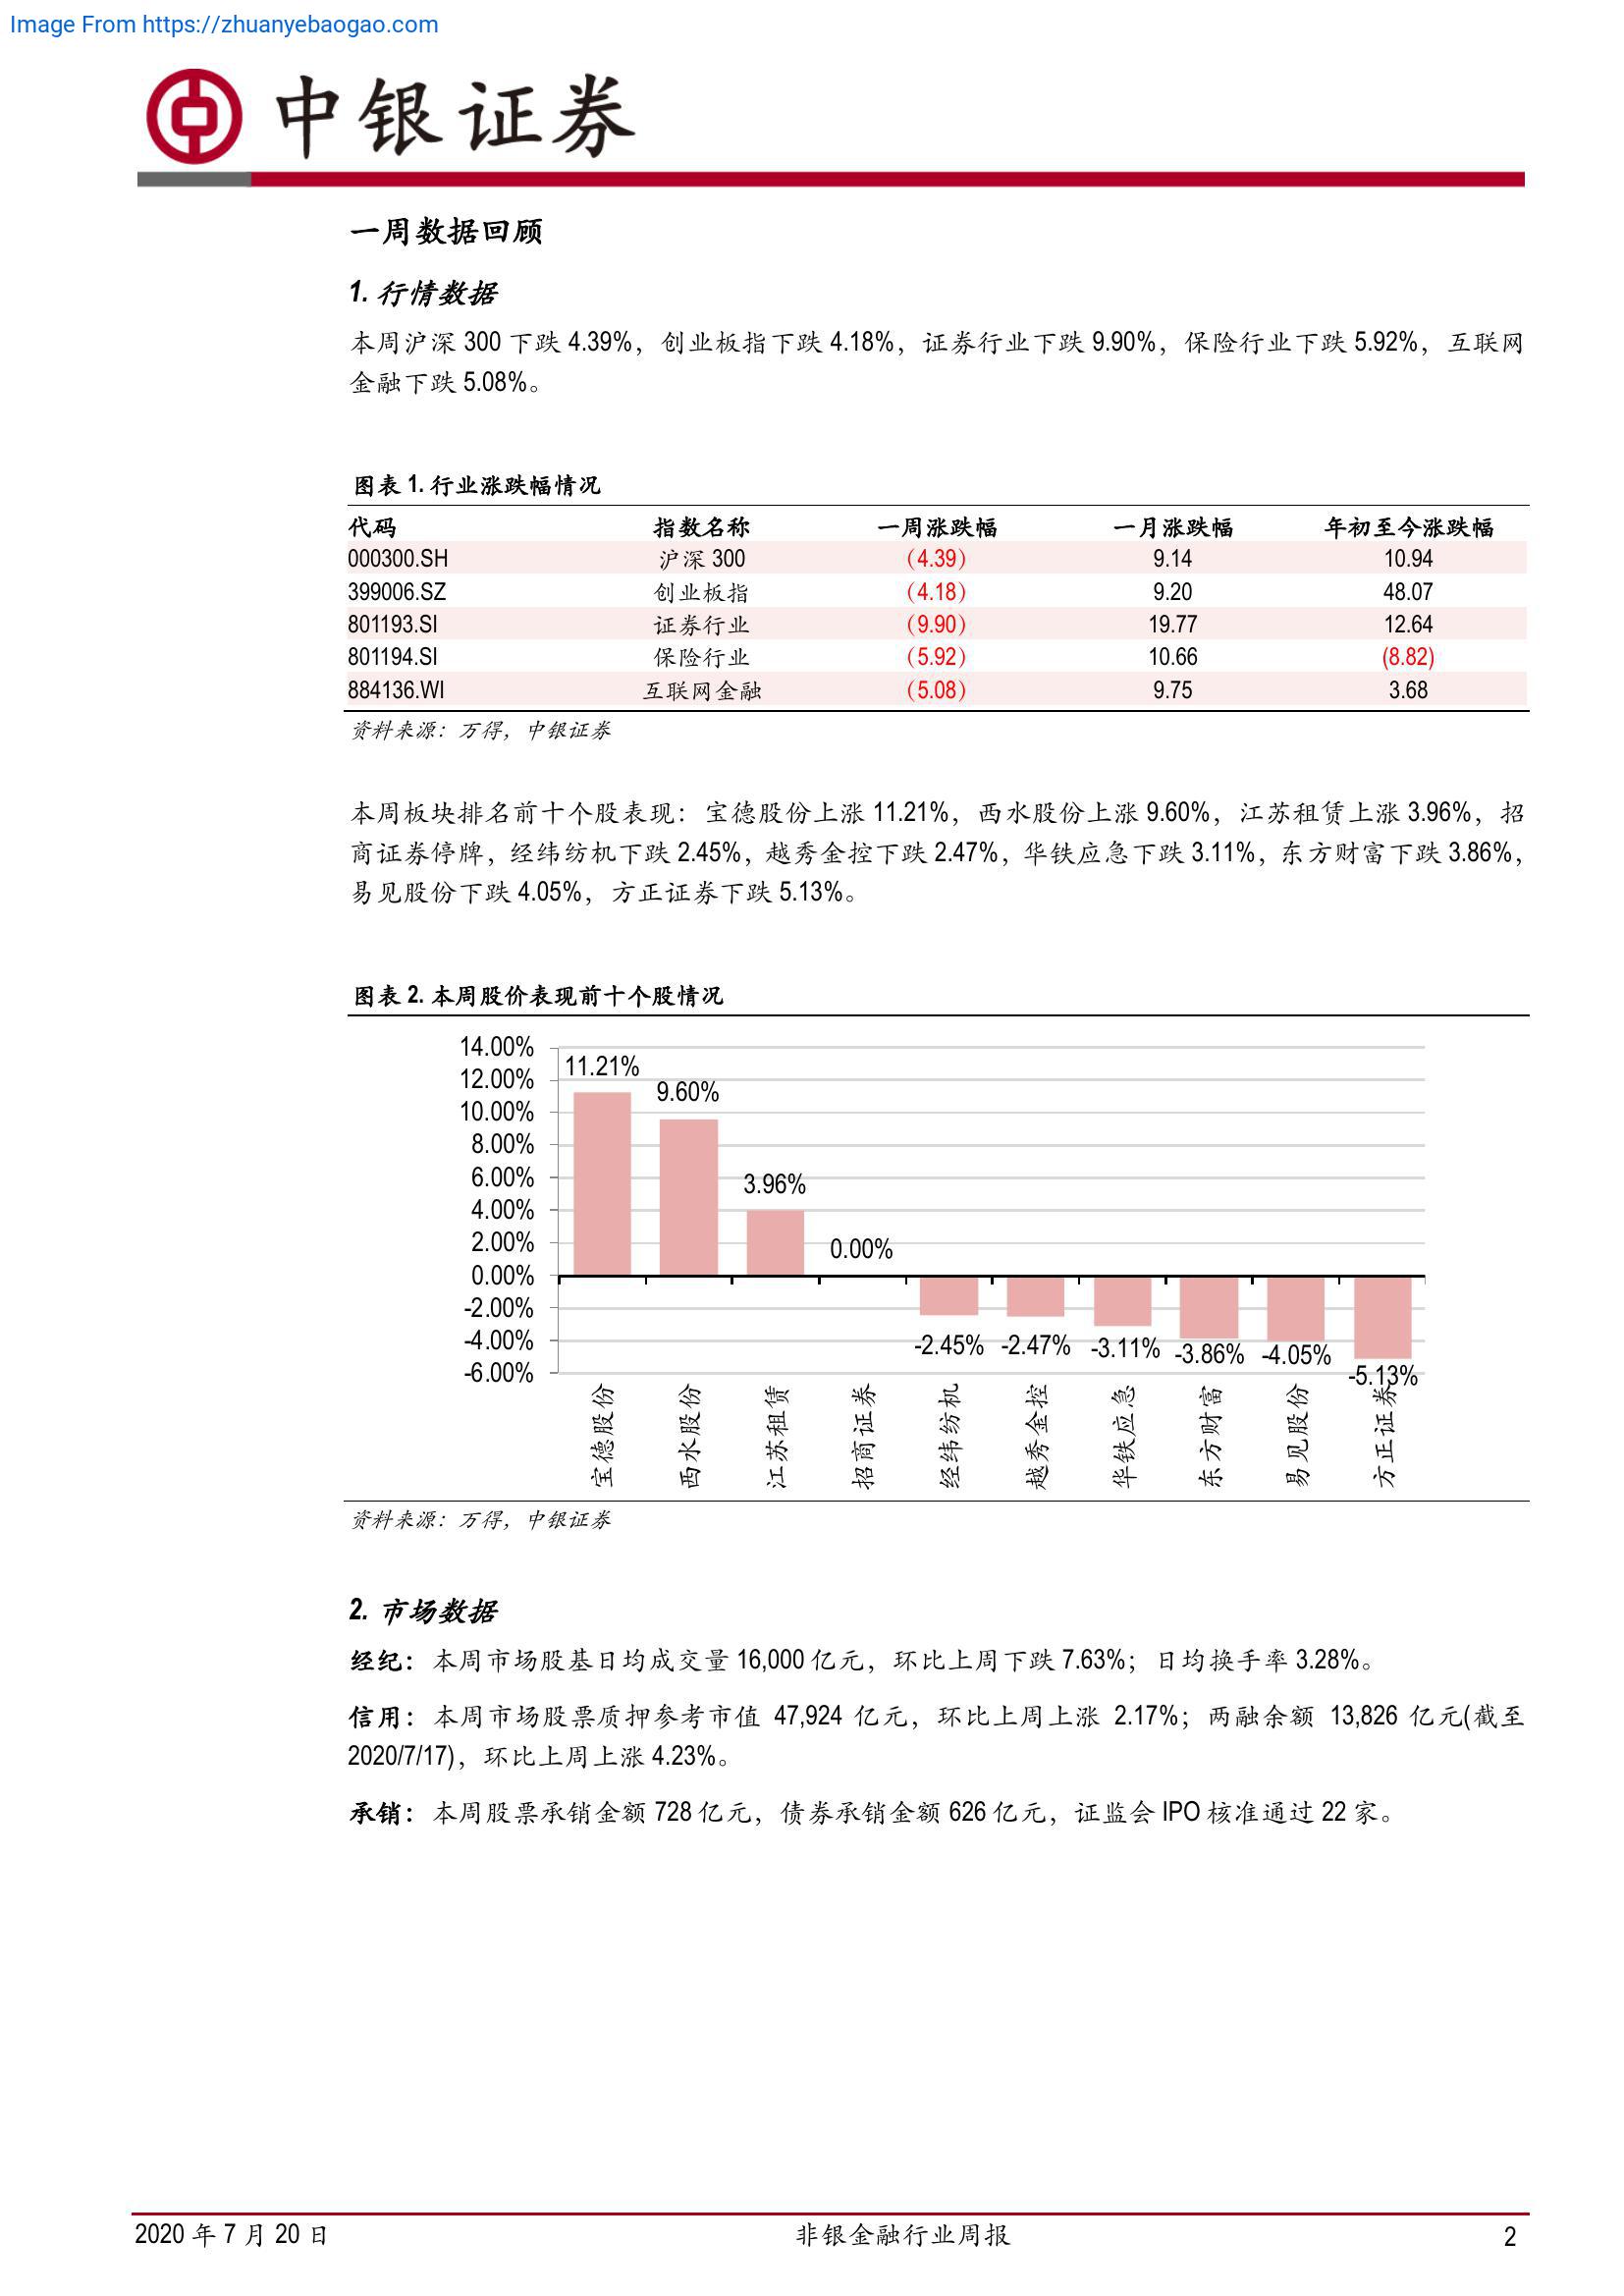 Image From https://zhuanyebaogao.com
中银证券
一周数据回顾
1. 行情数据
本周沪深 300 下跌 4.39%，创业板指下跌 4.18%，证券行业下跌 9.90%，保险行业下跌 5.92%，互联网
金融下跌 5.08%。
图表 1. 行业涨跌幅情况
代码 指数名称 一周涨跌幅 一月涨跌幅 年初至今涨跌幅
000300.SH 沪深 300 （4.39） 9.14 10.94
399006.SZ 创业板指 （4.18） 9.20 48.07
801193.SI 证券行业 （9.90） 19.77 12.64
801194.SI 保险行业 （5.92） 10.66 (8.82)
884136.WI 互联网金融 （5.08） 9.75 3.68
资料来源：万得，中银证券
本周板块排名前十个股表现：宝德股份上涨 11.21%，西水股份上涨 9.60%，江苏租赁上涨 3.96%，招
商证券停牌，经纬纺机下跌 2.45%，越秀金控下跌 2.47%，华铁应急下跌 3.11%，东方财富下跌 3.86%，
易见股份下跌 4.05%，方正证券下跌 5.13%。
图表 2. 本周股价表现前十个股情况
14.00%
12.00%
10.00%
8.00%
6.00%
4.00%
2.00%
0.00%
-2.00%
-4.00%
-6.00%
11.21%
9.60%
3.96%
0.00%
-2.45%
-2.47%
-3.11%
-3.86%
-4.05%
-5.13%
宝德股份
西水股份
江苏租赁
招商证券
经纬纺机
越秀金控
华铁应急
东方财富
易见股份
方正证券
资料来源：万得，中银证券
2. 市场数据
经纪：本周市场股基日均成交量 16,000 亿元，环比上周下跌 7.63%；日均换手率 3.28%。
信用：本周市场股票质押参考市值 47,924 亿元，环比上周上涨 2.17%；两融余额 13,826 亿元(截至
2020/7/17)，环比上周上涨 4.23%。
承销：本周股票承销金额 728 亿元，债券承销金额 626 亿元，证监会 IPO 核准通过 22 家。
2020 年 7 月 20 日 非银金融行业周报 2